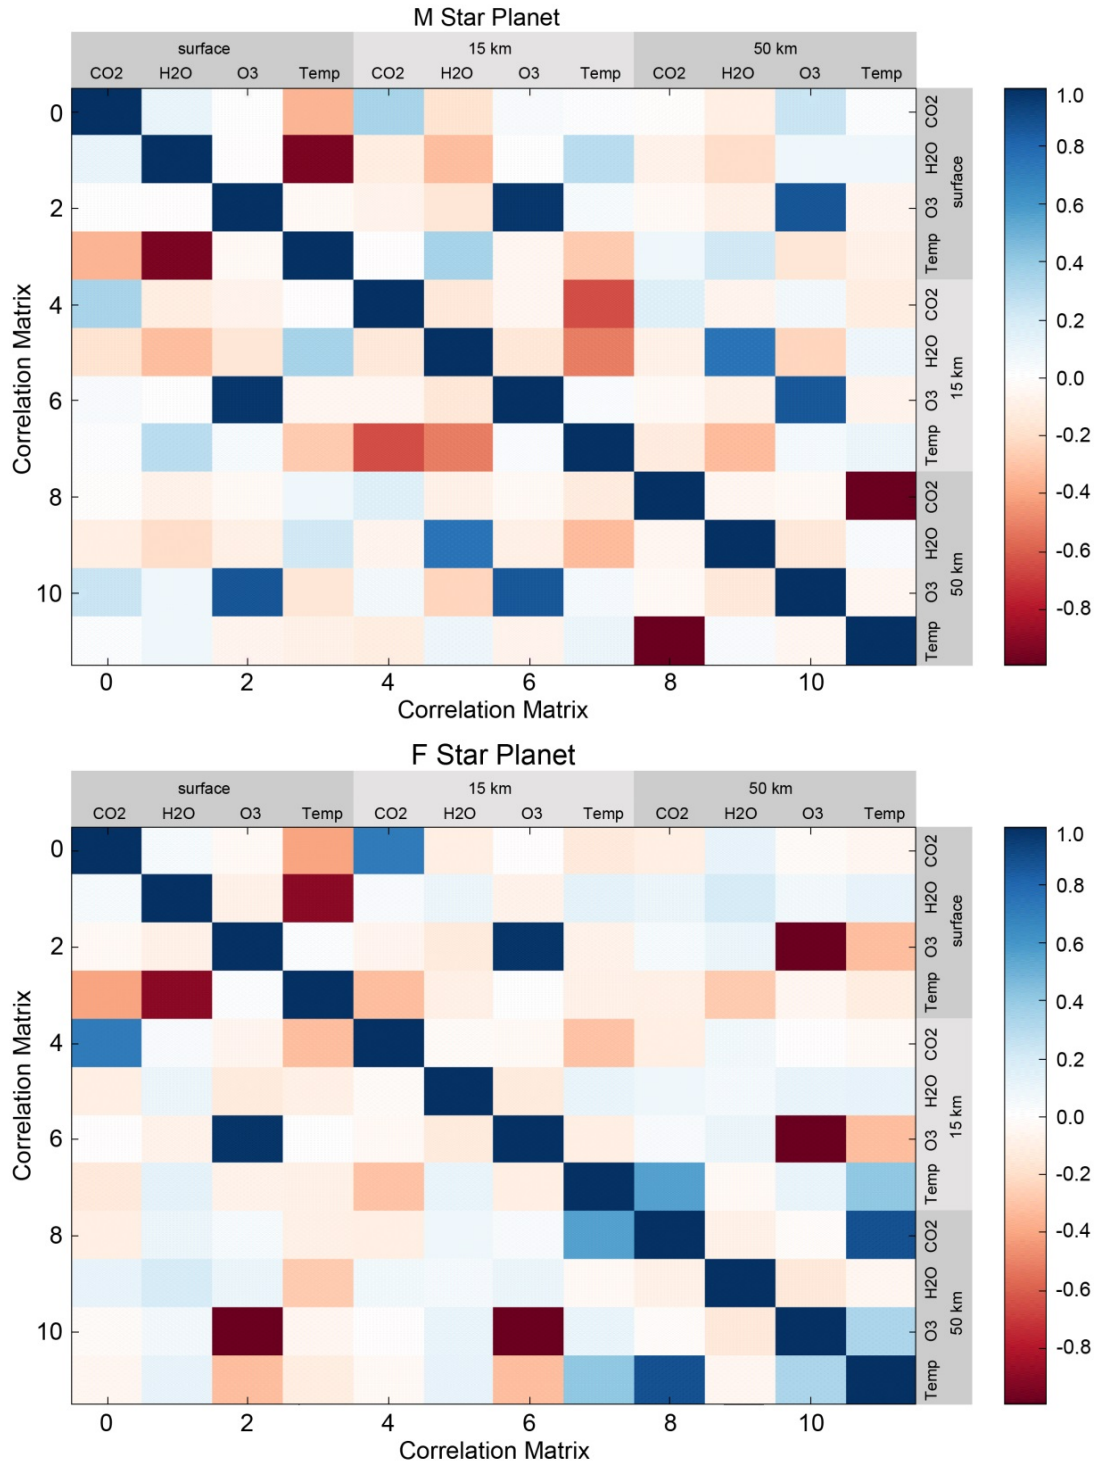 M Star Planet
surface 15 km 50 km
CO2 H2O O3 Temp CO2 H2O O3 Temp CO2 H2O O3 Temp
0
2
4
6
8
10
Correlation Matrix
CO2
H2O
O3
Temp
CO2
H2O
O3
Temp
CO2
H2O
O3
Temp
surface
15 km
50 km
1.0
0.8
0.6
0.4
0.2
0.0
-0.2
-0.4
-0.6
-0.8
0 2 4 6 8 10
Correlation Matrix
F Star Planet
surface 15 km 50 km
CO2 H2O O3 Temp CO2 H2O O3 Temp CO2 H2O O3 Temp
0
2
4
6
8
10
Correlation Matrix
CO2
H2O
O3
Temp
CO2
H2O
O3
Temp
CO2
H2O
O3
Temp
surface
15 km
50 km
1.0
0.8
0.6
0.4
0.2
0.0
-0.2
-0.4
-0.6
-0.8
0 2 4 6 8 10
Correlation Matrix